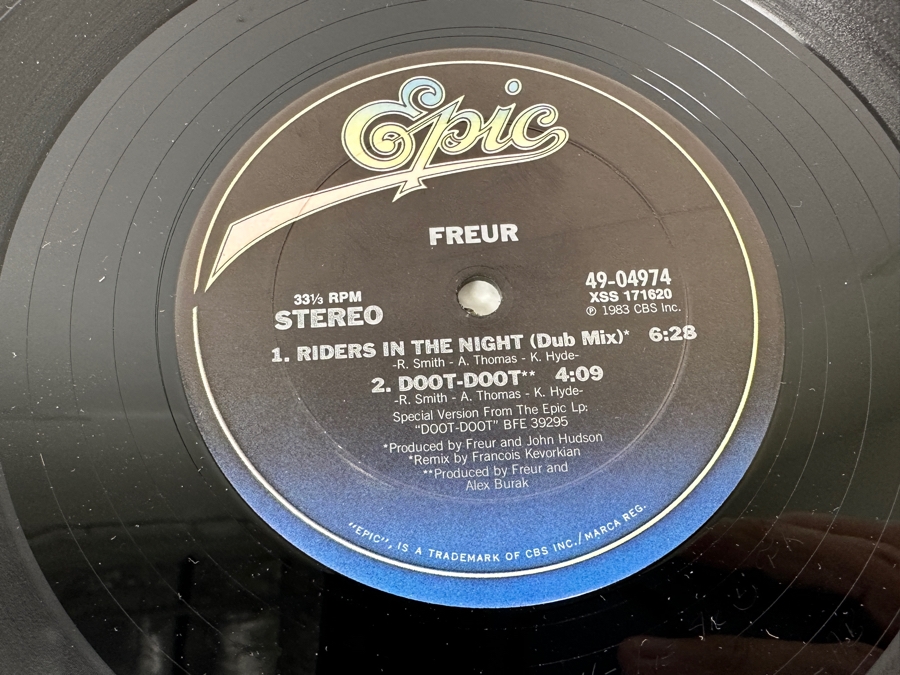 Epic
FREUR
33⅓ RPM
STEREO
49-04974
XSS 171620
℗ 1983 CBS Inc.
1. RIDERS IN THE NIGHT (Dub Mix)* 6:28
-R. Smith - A. Thomas - K. Hyde-
2. DOOT-DOOT** 4:09
-R. Smith - A. Thomas - K. Hyde-
Special Version From The Epic Lp:
"DOOT-DOOT" BFE 39295
*Produced by Freur and John Hudson
*Remix by Francois Kevorkian
**Produced by Freur and
Alex Burak
"EPIC", IS A TRADEMARK OF CBS INC./MARCA REG.